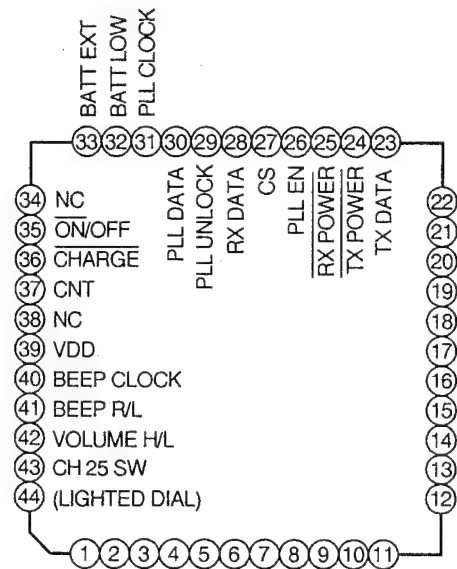 BATT EXT
BATT LOW
PLL CLOCK
33 32 31 30 29 28 27 26 25 24 23
PLL DATA
PLL UNLOCK
RX DATA
CS
PLL EN
RX POWER
TX POWER
TX DATA
34 NC
35 ON/OFF
36 CHARGE
37 CNT
38 NC
39 VDD
40 BEEP CLOCK
41 BEEP R/L
42 VOLUME H/L
43 CH 25 SW
44 (LIGHTED DIAL)
22
21
20
19
18
17
16
15
14
13
12
1 2 3 4 5 6 7 8 9 10 11